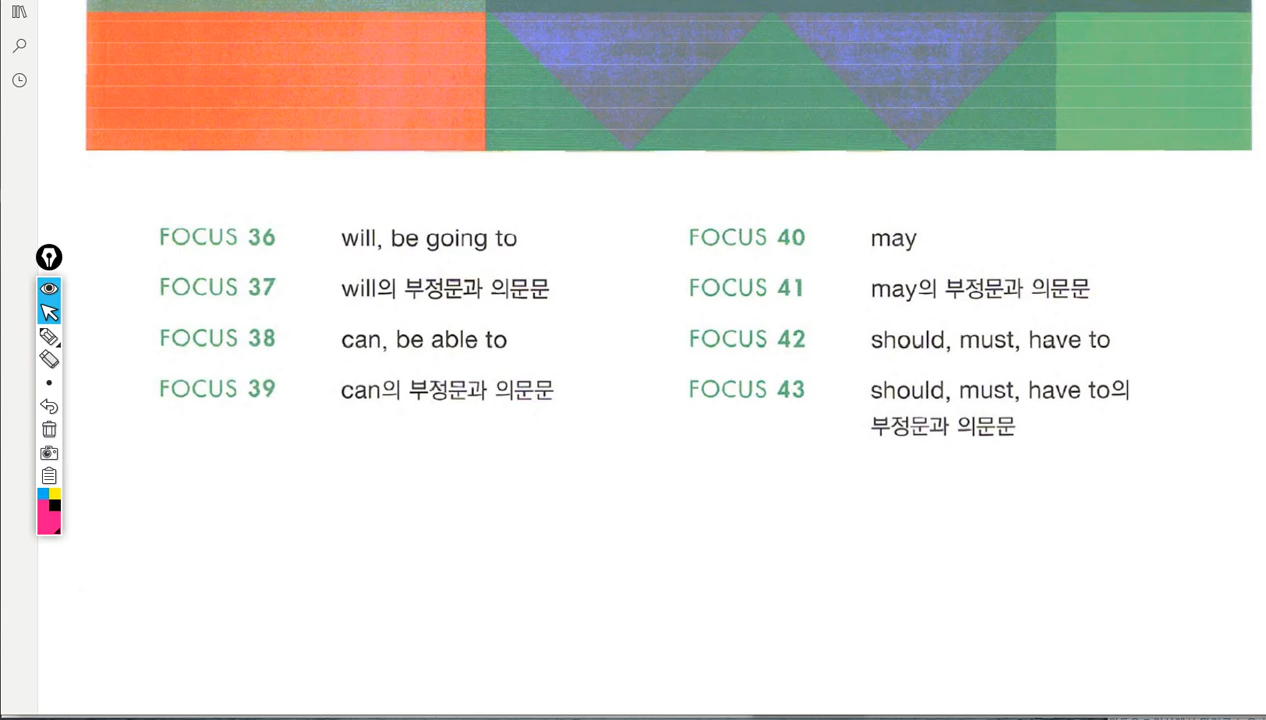 FOCUS 36 will, be going to
FOCUS 37 will의 부정문과 의문문
FOCUS 38 can, be able to
FOCUS 39 can의 부정문과 의문문
FOCUS 40 may
FOCUS 41 may의 부정문과 의문문
FOCUS 42 should, must, have to
FOCUS 43 should, must, have to의
부정문과 의문문